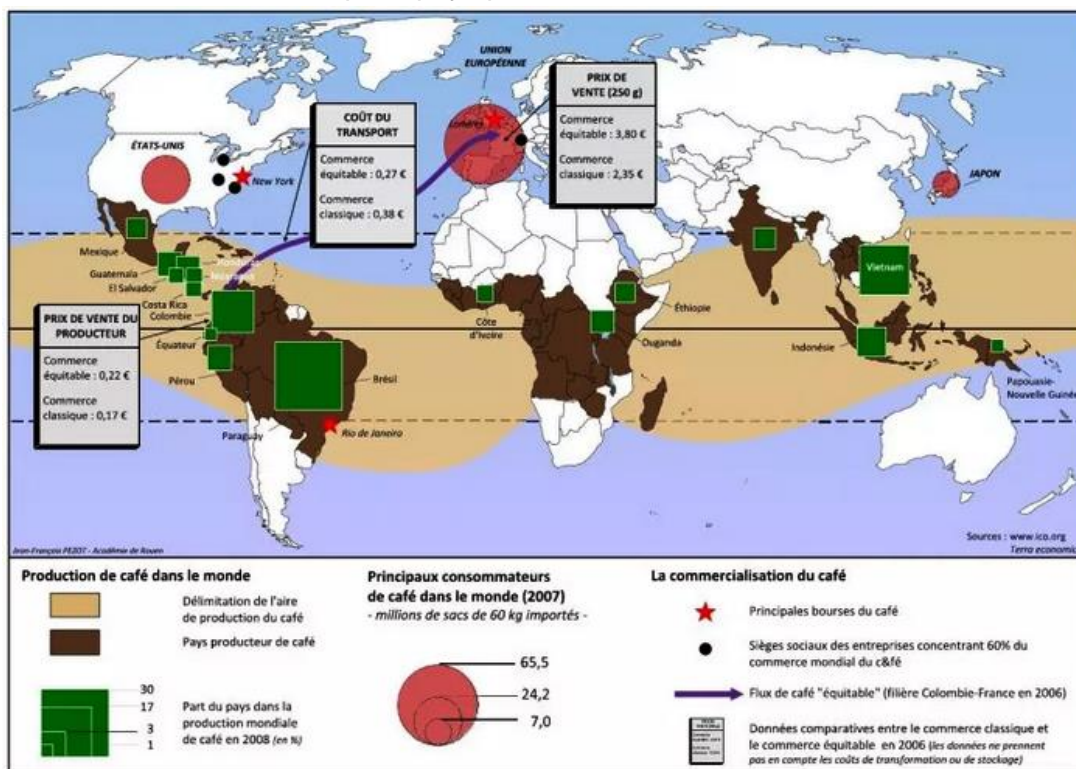 UNION
EUROPÉENNE
PRIX DE
VENTE (250 g)
Commerce
équitable : 3,80 €
Commerce
classique : 2,35 €
COÛT DU
TRANSPORT
Commerce
équitable : 0,27 €
Commerce
classique : 0,38 €
Londres
ÉTATS-UNIS
New York
JAPON
Mexique
Guatemala
El Salvador
Costa Rica
Colombie
Vietnam
PRIX DE VENTE DU
PRODUCTEUR
Commerce
équitable : 0,22 €
Commerce
classique : 0,17 €
Équateur
Pérou
Brésil
Paraguay
Rio de Janeiro
Côte
d'Ivoire
Éthiopie
Ouganda
Indonésie
Papouasie-
Nouvelle Guinée
Jean-François PEZOT - Académie de Rouen
Sources : www.ico.org
Terra economica
Production de café dans le monde
Délimitation de l'aire
de production du café
Pays producteur de café
30
17
3
1
Part du pays dans la
production mondiale
de café en 2008 (en %)
Principaux consommateurs
de café dans le monde (2007)
- millions de sacs de 60 kg importés -
65,5
24,2
7,0
La commercialisation du café
Principales bourses du café
Sièges sociaux des entreprises concentrant 60% du
commerce mondial du c&fé
Flux de café "équitable" (filière Colombie-France en 2006)
Données comparatives entre le commerce classique et
le commerce équitable en 2006 (les données ne prennent
pas en compte les coûts de transformation ou de stockage)